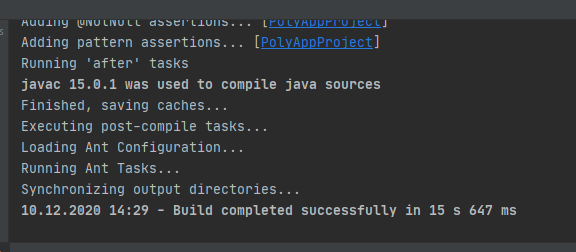 Adding @NotNull assertions... [PolyAppProject]
Adding pattern assertions... [PolyAppProject]
Running 'after' tasks
javac 15.0.1 was used to compile java sources
Finished, saving caches...
Executing post-compile tasks...
Loading Ant Configuration...
Running Ant Tasks...
Synchronizing output directories...
10.12.2020 14:29 - Build completed successfully in 15 s 647 ms